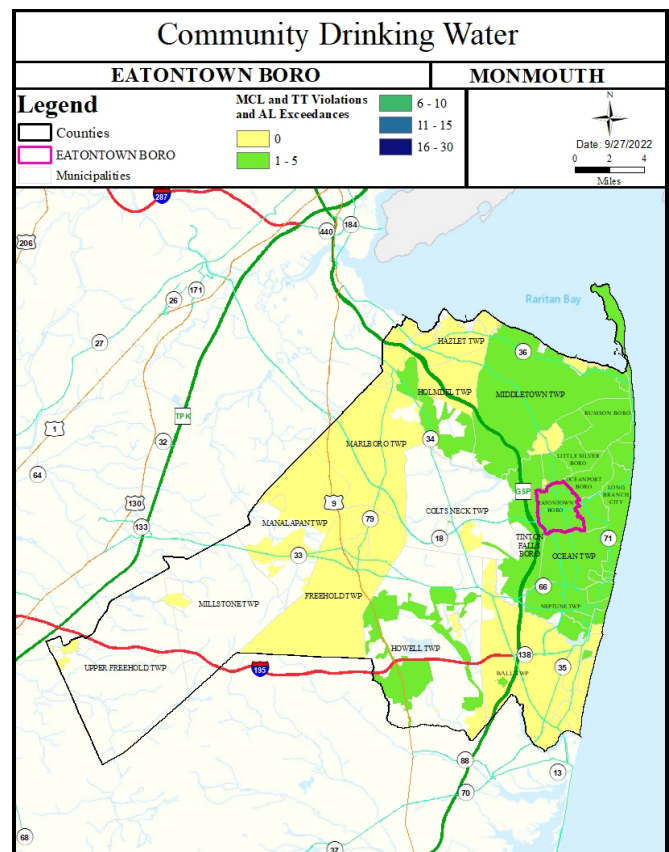 Community Drinking Water
EATONTOWN BORO
MONMOUTH
Legend
Counties
EATONTOWN BORO
Municipalities
MCL and TT Violations
and AL Exceedances
0
1 - 5
6 - 10
11 - 15
16 - 30
N
Date: 9/27/2022
0 2 4
Miles
287
206
440
184
171
26
27
Raritan Bay
HAZLET TWP
36
HOLMDEL TWP
MIDDLETOWN TWP
RUMSON BORO
TPK
1
32
34
MARLBORO TWP
LITTLE SILVER
BORO
64
OCEANPORT
BORO
GSP
LONG
BRANCH
CITY
EATONTOWN
BORO
130
9
79
COLTS NECK TWP
133
MANALAPAN TWP
18
TINTON
FALLS
BORO
71
33
OCEAN TWP
66
MILLSTONE TWP
FREEHOLD TWP
NEPTUNE TWP
HOWELL TWP
138
35
UPPER FREEHOLD TWP
195
WALL TWP
88
13
70
68
37